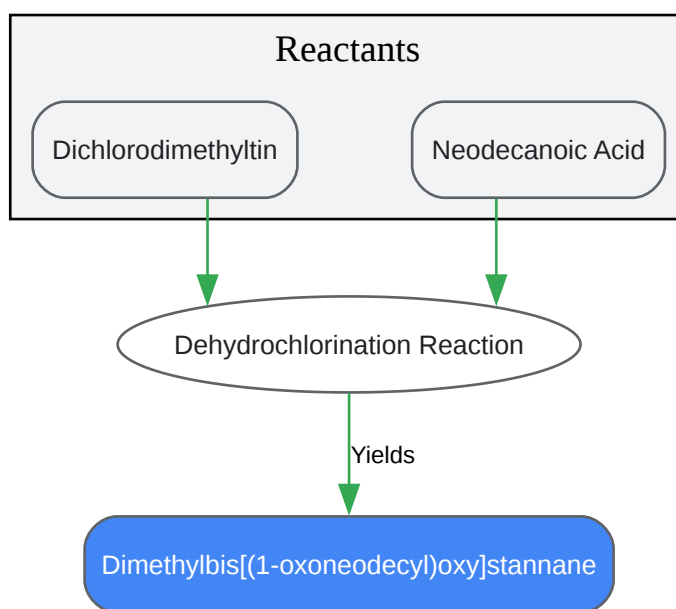 Reactants
Dichlorodimethyltin
Neodecanoic Acid
Dehydrochlorination Reaction
Yields
Dimethylbis[(1-oxoneodecyl)oxy]stannane